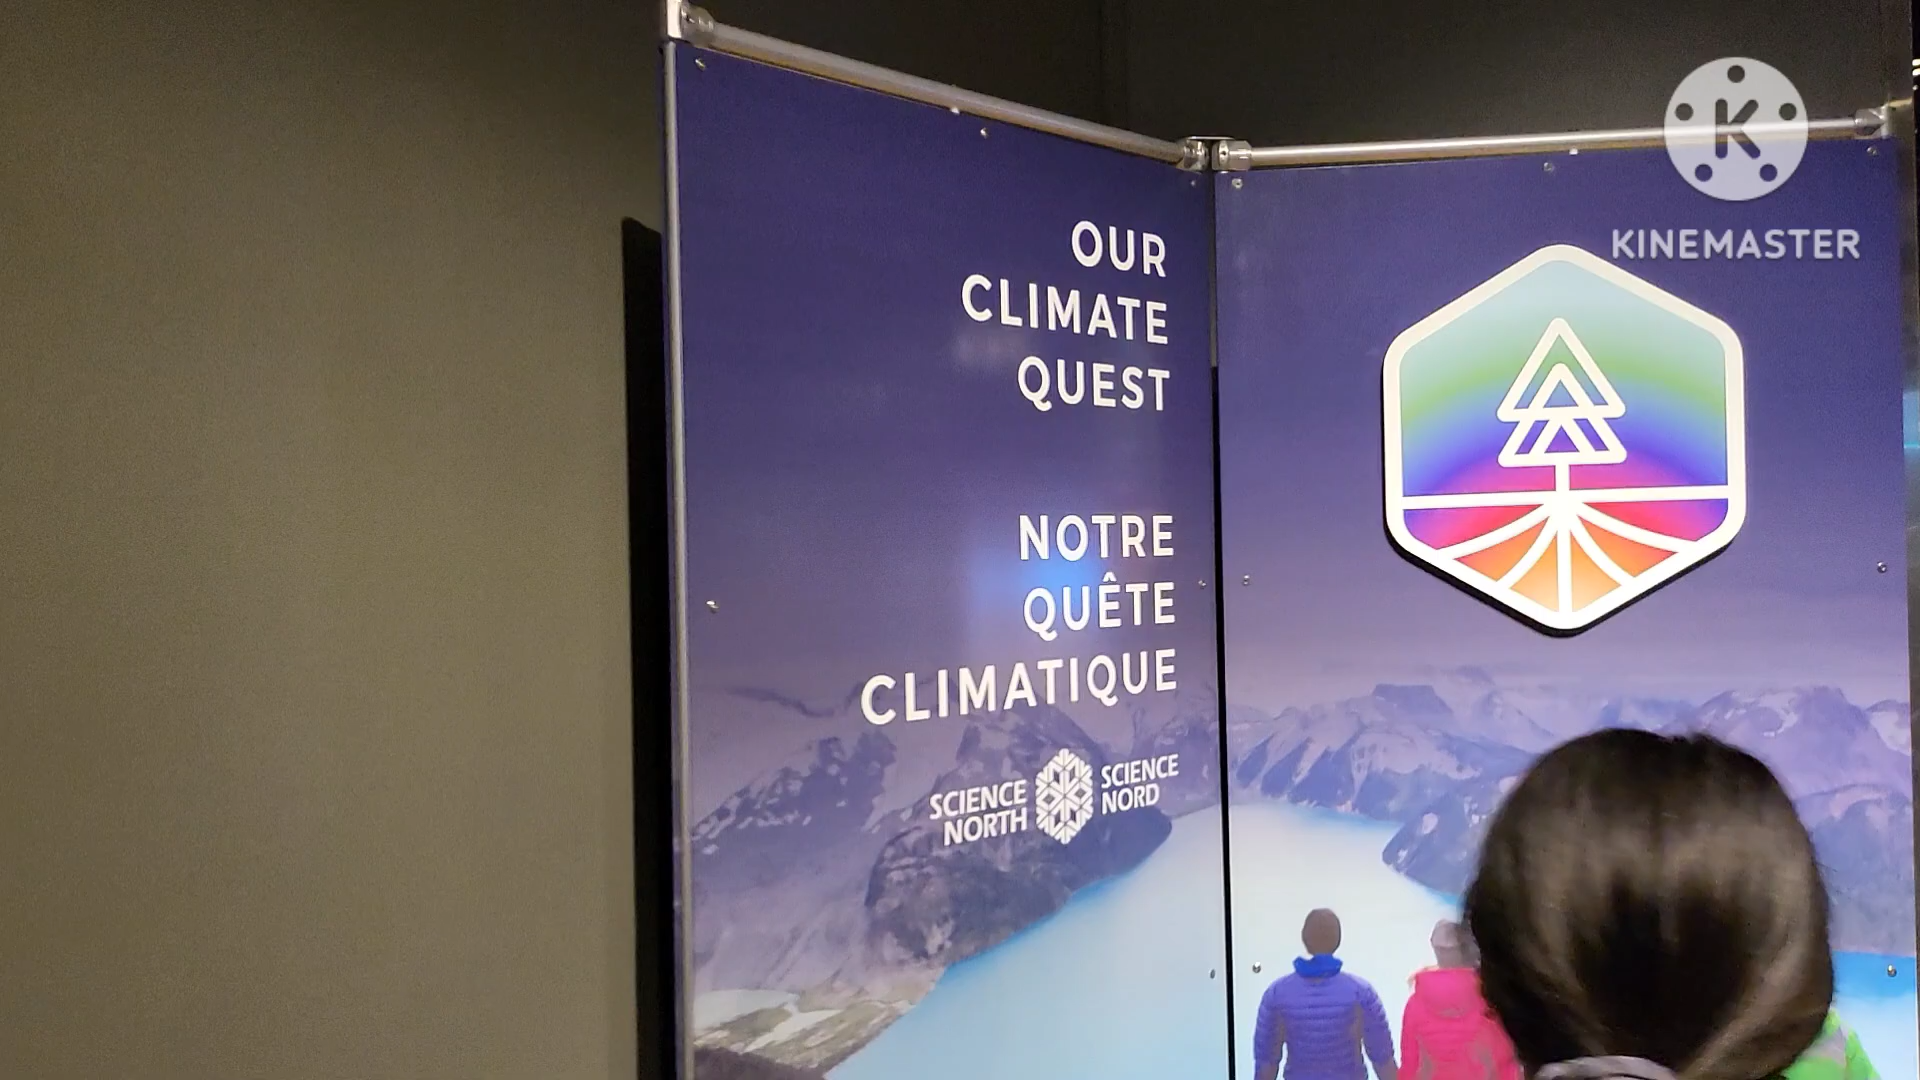 OUR
CLIMATE
QUEST
NOTRE
QUÊTE
CLIMATIQUE
SCIENCE
NORTH
SCIENCE
NORD
K
KINEMASTER